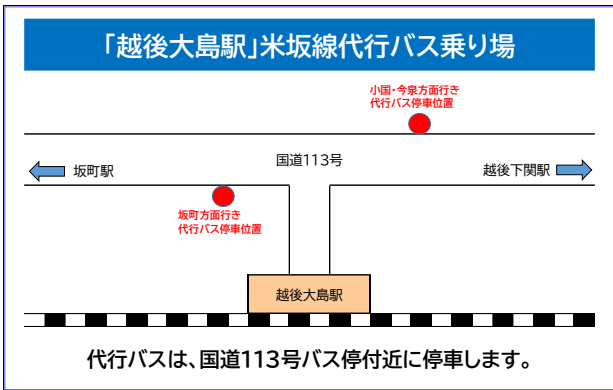 「越後大島駅」米坂線代行バス乗り場
小国・今泉方面行き
代行バス停車位置
国道113号
坂町駅
越後下関駅
坂町方面行き
代行バス停車位置
越後大島駅
代行バスは、国道113号バス停付近に停車します。